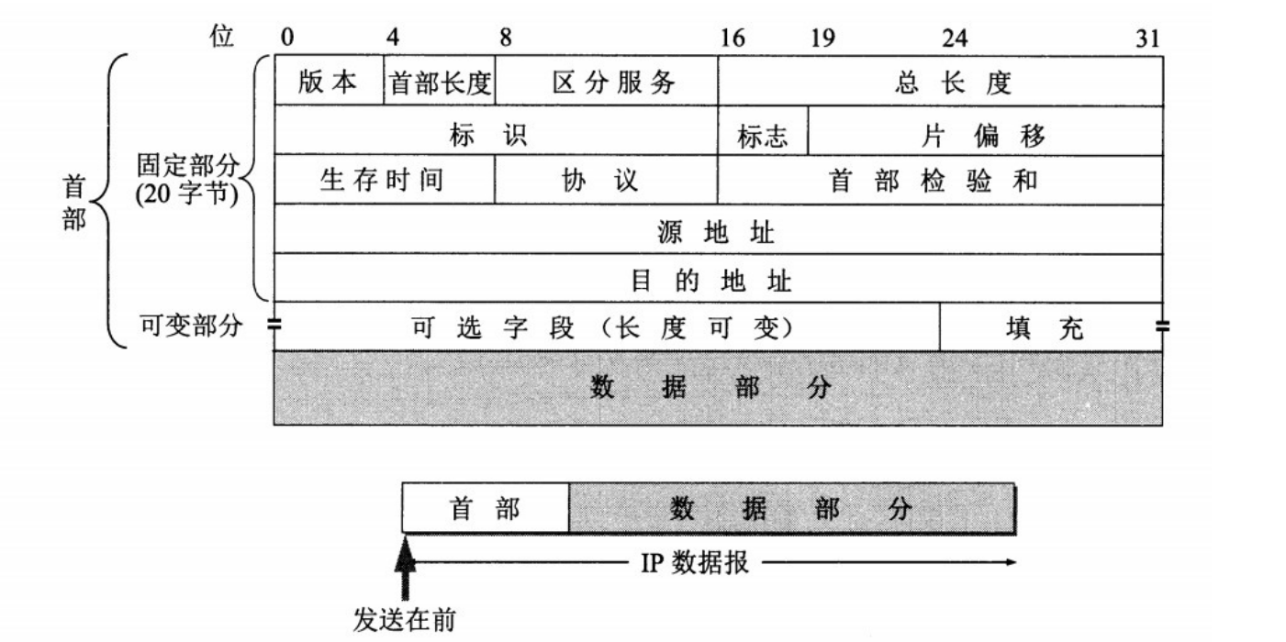 位 0 4 8 16 19 24 31
版本 首部长度 区分服务 总长度
标识 标志 片偏移
固定部分
(20 字节)
首部
生存时间 协议 首部检验和
源地址
目的地址
可变部分 可选字段（长度可变） 填充
数据部分
首部 数据部分
IP 数据报
发送在前